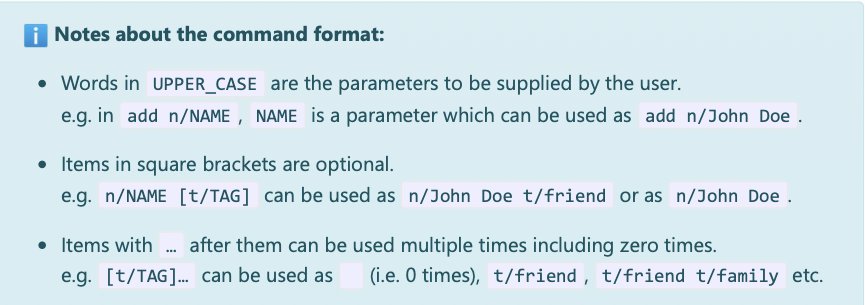 Notes about the command format:
• Words in UPPER_CASE are the parameters to be supplied by the user.
e.g. in add n/NAME , NAME is a parameter which can be used as add n/John Doe .
• Items in square brackets are optional.
e.g. n/NAME [t/TAG] can be used as n/John Doe t/friend or as n/John Doe .
• Items with … after them can be used multiple times including zero times.
e.g. [t/TAG]… can be used as   (i.e. 0 times), t/friend , t/friend t/family etc.